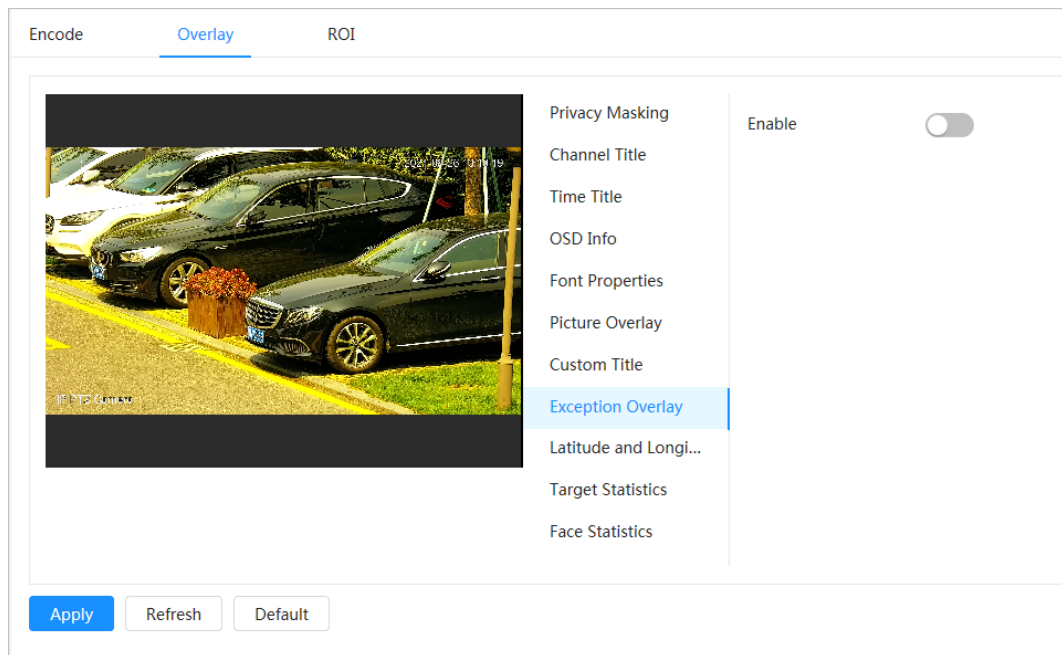 Encode
Overlay
ROI
Privacy Masking
Channel Title
Time Title
OSD Info
Font Properties
Picture Overlay
Custom Title
Exception Overlay
Latitude and Longi...
Target Statistics
Face Statistics
Enable
Camera
Apply
Refresh
Default